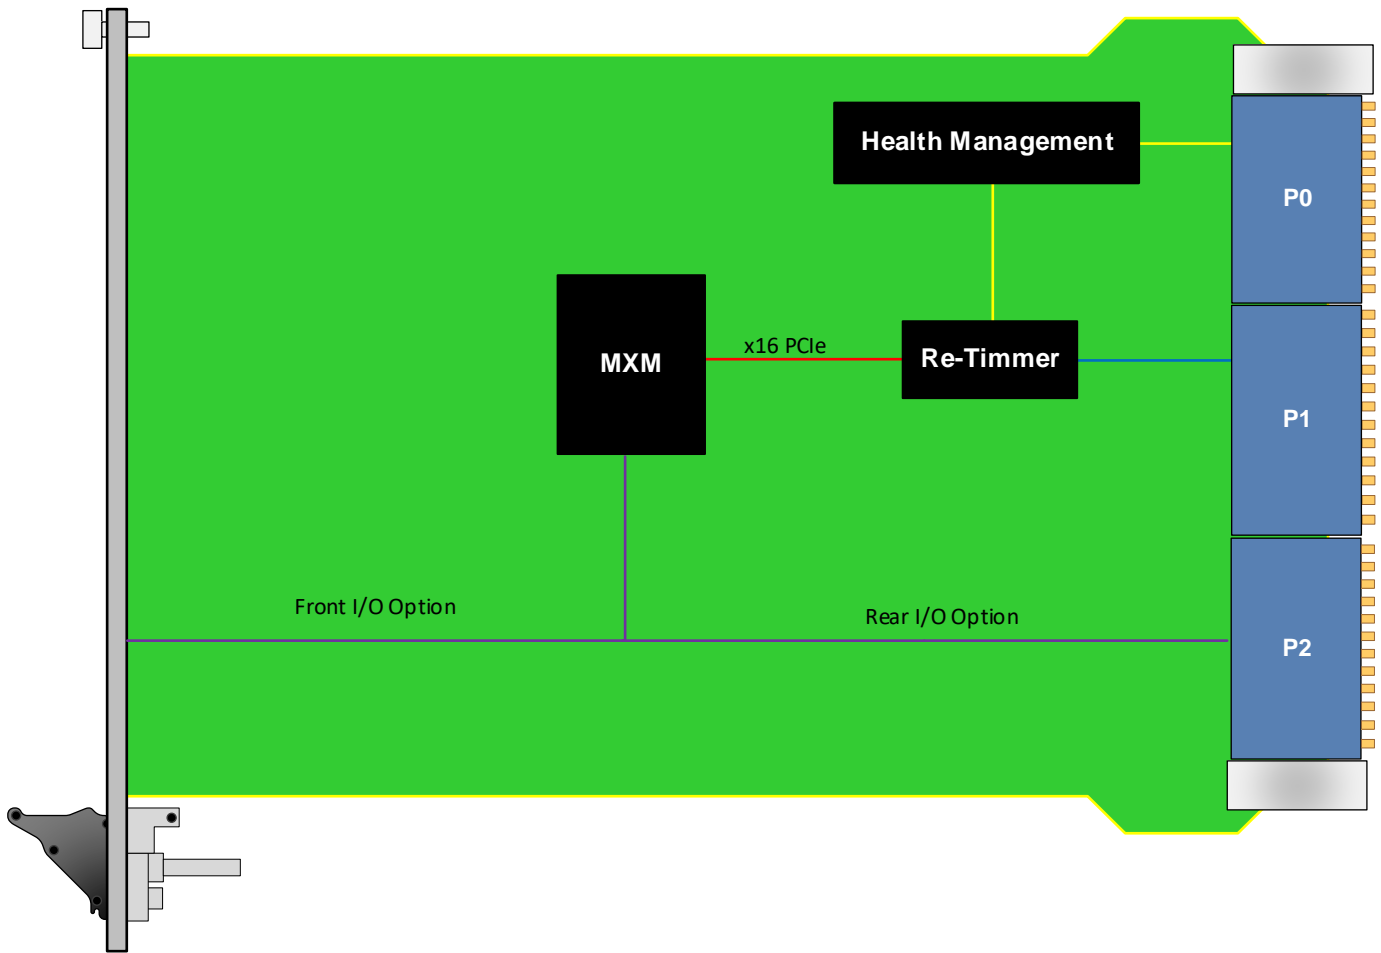 Health Management
P0
MXM
x16 PCIe
Re-Timmer
P1
Front I/O Option
Rear I/O Option
P2